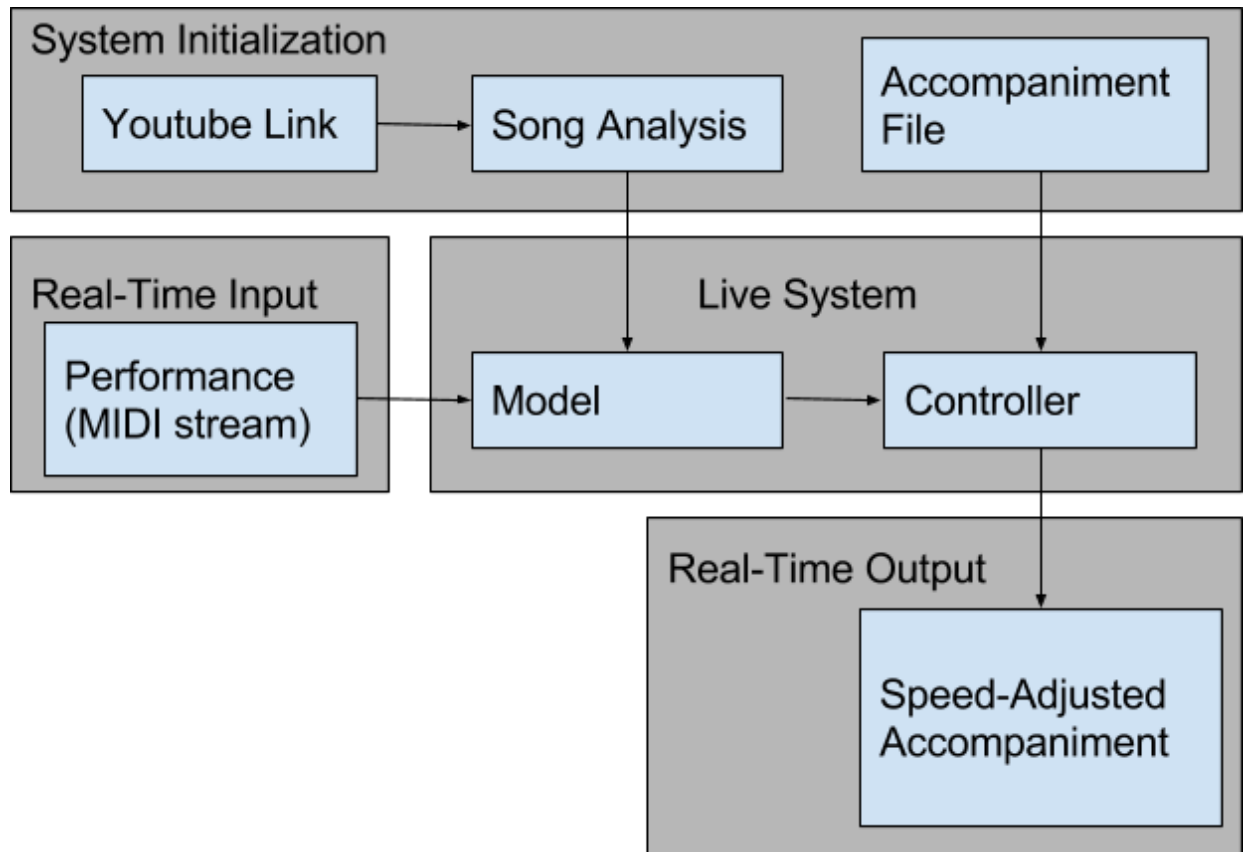 System Initialization
Youtube Link
Song Analysis
Accompaniment
File
Real-Time Input
Performance
(MIDI stream)
Live System
Model
Controller
Real-Time Output
Speed-Adjusted
Accompaniment